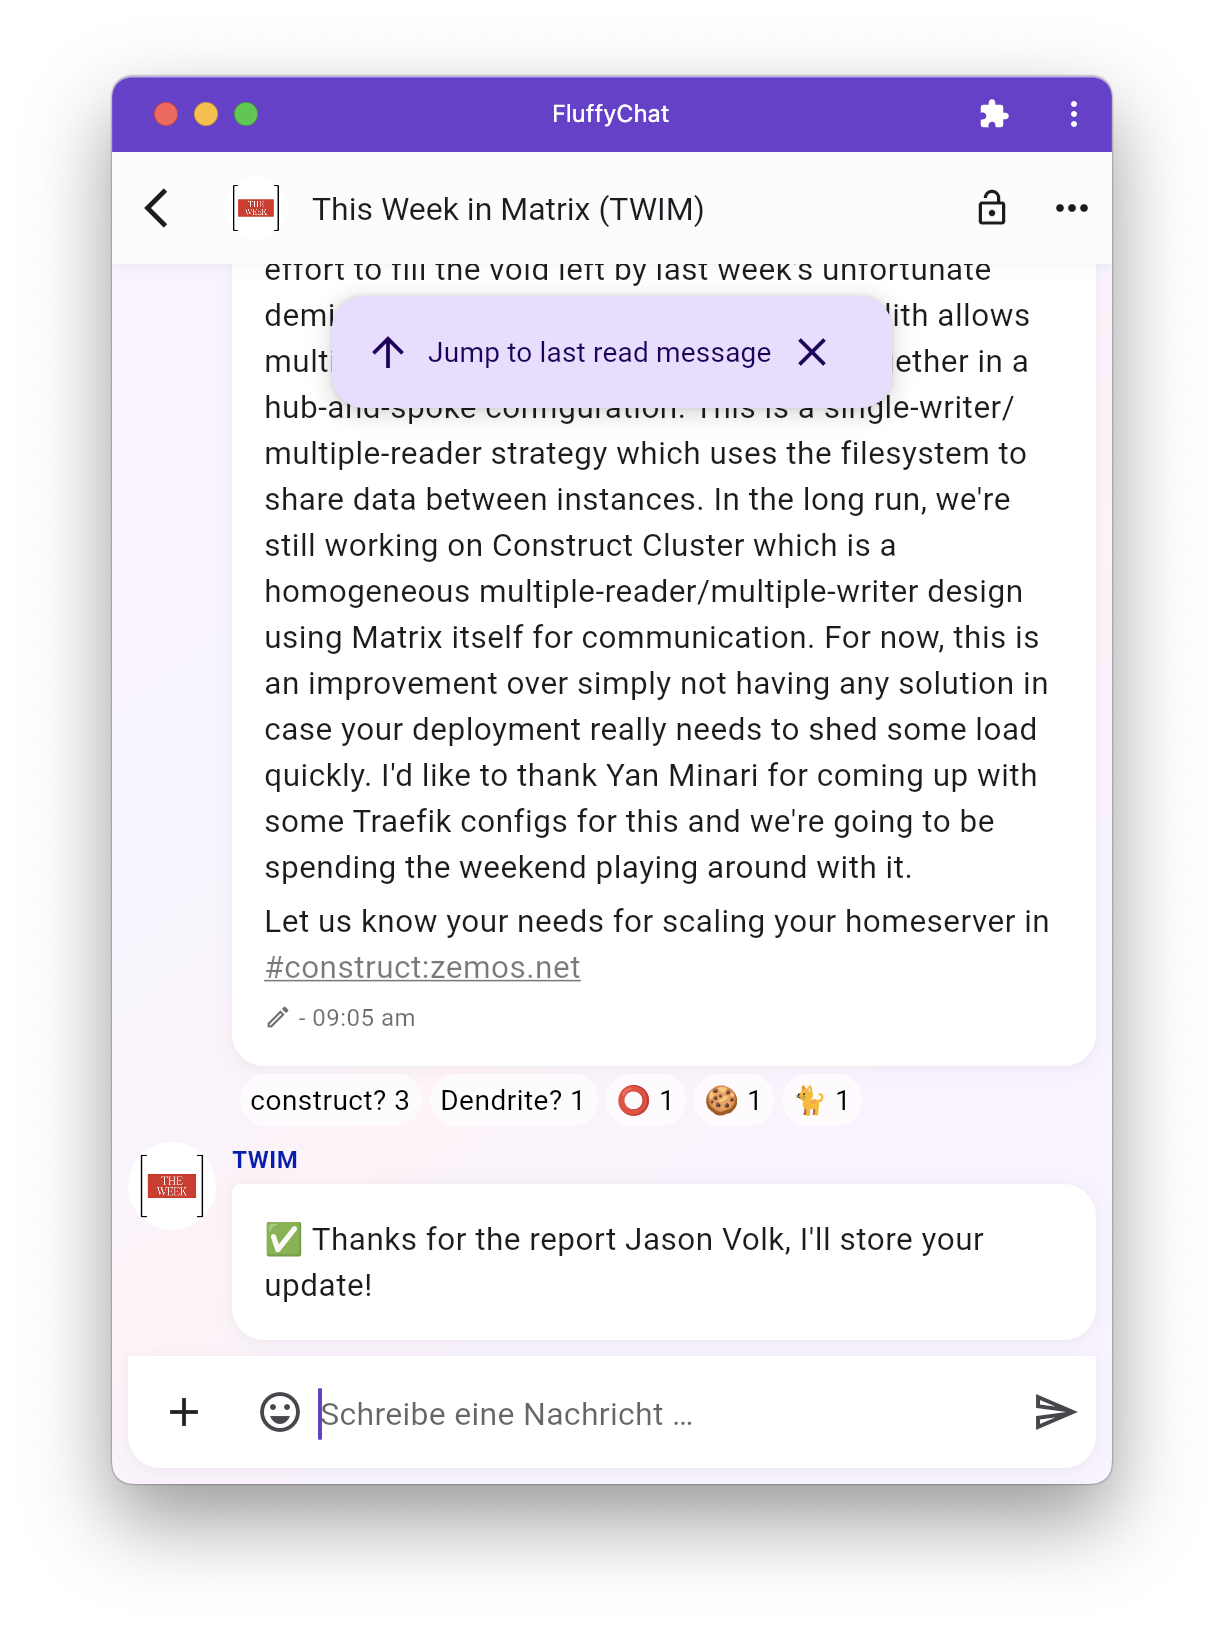 FluffyChat
THE
WEEK
This Week in Matrix (TWIM)
effort to fill the void left by last week's unfortunate
lith allows
Jump to last read message
in a
hub-and-spoke configuration. This is a single-writer/
multiple-reader strategy which uses the filesystem to
share data between instances. In the long run, we're
still working on Construct Cluster which is a
homogeneous multiple-reader/multiple-writer design
using Matrix itself for communication. For now, this is
an improvement over simply not having any solution in
case your deployment really needs to shed some load
quickly. I'd like to thank Yan Minari for coming up with
some Traefik configs for this and we're going to be
spending the weekend playing around with it.
Let us know your needs for scaling your homeserver in
#construct:zemos.net
- 09:05 am
construct? 3 Dendrite? 1 ⭕ 1 🍪 1 🐈 1
TWIM
THE
WEEK
✅ Thanks for the report Jason Volk, I'll store your
update!
Schreibe eine Nachricht …